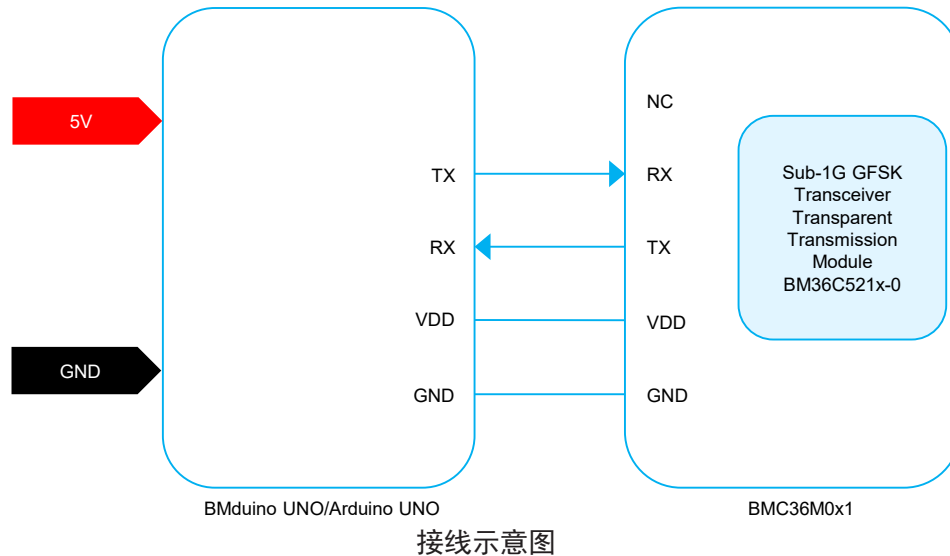 5V
GND
TX
RX
VDD
GND
NC
RX
TX
VDD
GND
Sub-1G GFSK
Transceiver
Transparent
Transmission
Module
BM36C521x-0
BMduino UNO/Arduino UNO
BMC36M0x1
接线示意图